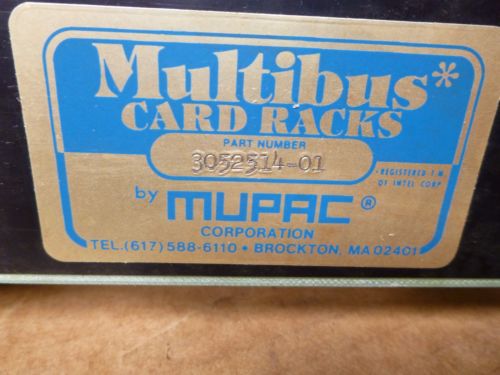 Multibus*
CARD RACKS
PART NUMBER
3052514-01
*REGISTERED T.M.
OF INTEL CORP.
by MUPAC®
CORPORATION
TEL.(617) 588-6110 • BROCKTON, MA 02401